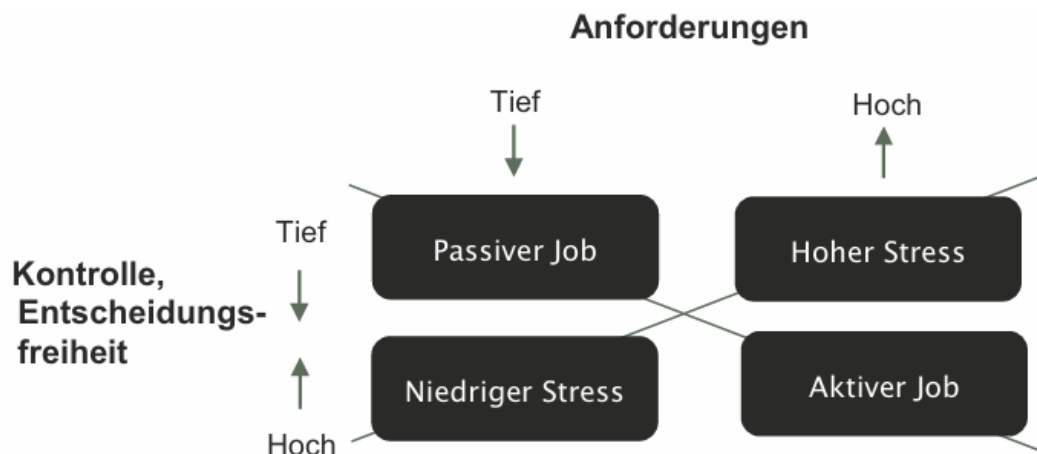 Anforderungen
Tief
Hoch
Tief
Passiver Job
Hoher Stress
Kontrolle,
Entscheidungs-
freiheit
Niedriger Stress
Aktiver Job
Hoch